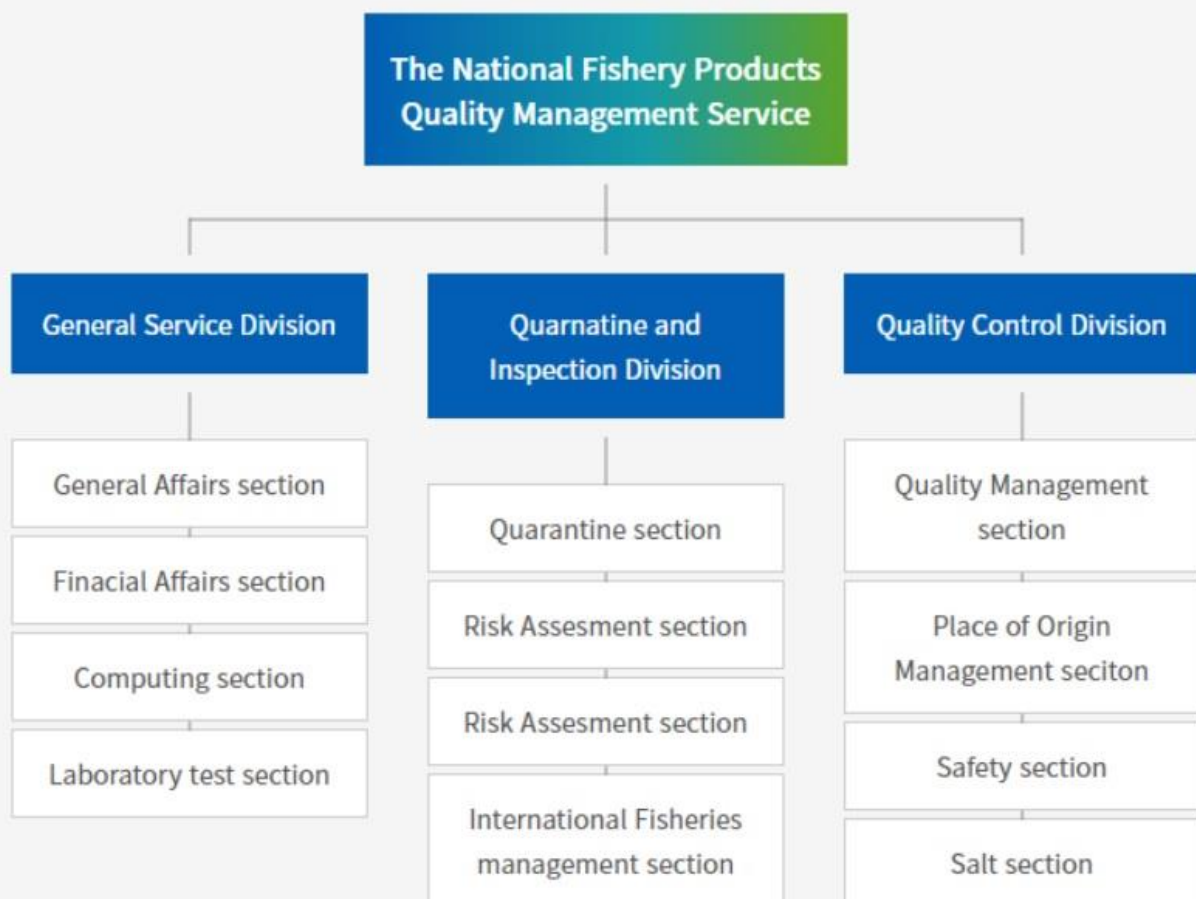 The National Fishery Products
Quality Management Service
General Service Division
General Affairs section
Finacial Affairs section
Computing section
Laboratory test section
Quarnatine and
Inspection Division
Quarantine section
Risk Assesment section
Risk Assesment section
International Fisheries
management section
Quality Control Division
Quality Management
section
Place of Origin
Management seciton
Safety section
Salt section